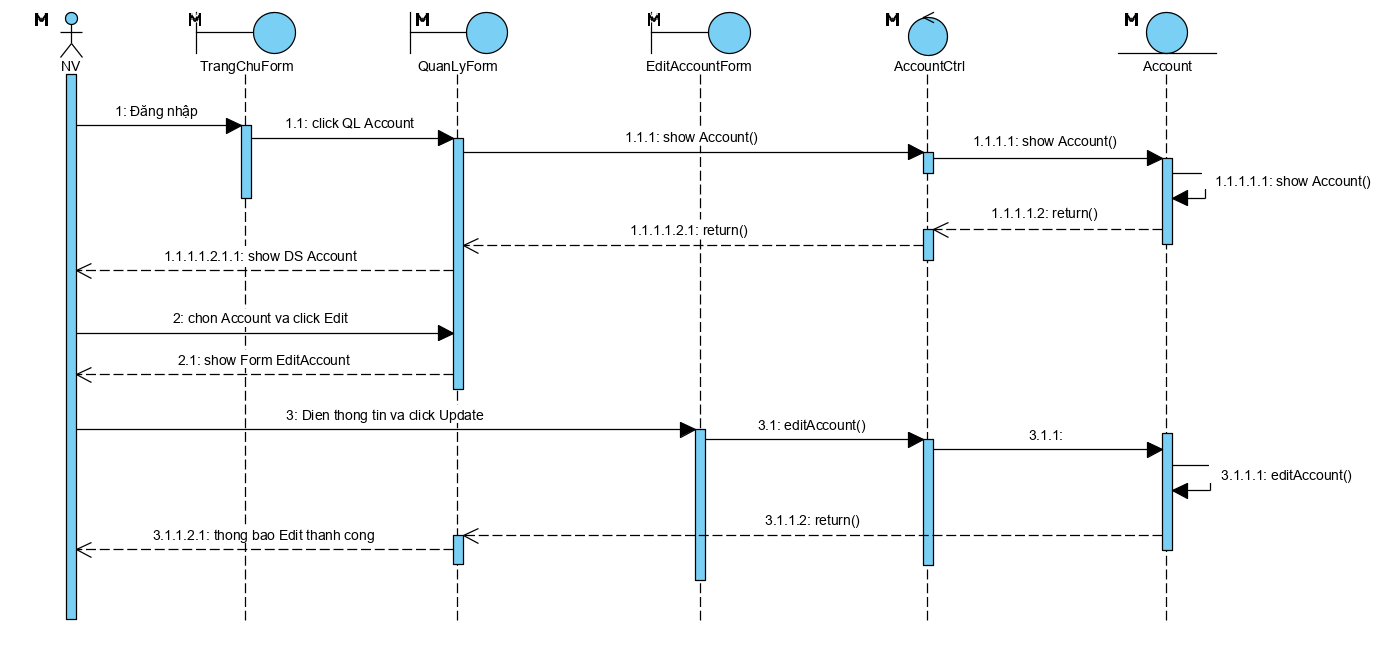 M M M M M M
NV TrangChuForm QuanLyForm EditAccountForm AccountCtrl Account
1: Đăng nhập
1.1: click QL Account
1.1.1: show Account()
1.1.1.1: show Account()
1.1.1.1.1: show Account()
1.1.1.1.2: return()
1.1.1.1.2.1: return()
1.1.1.1.2.1.1: show DS Account
2: chon Account va click Edit
2.1: show Form EditAccount
3: Dien thong tin va click Update
3.1: editAccount()
3.1.1:
3.1.1.1: editAccount()
3.1.1.2: return()
3.1.1.2.1: thong bao Edit thanh cong